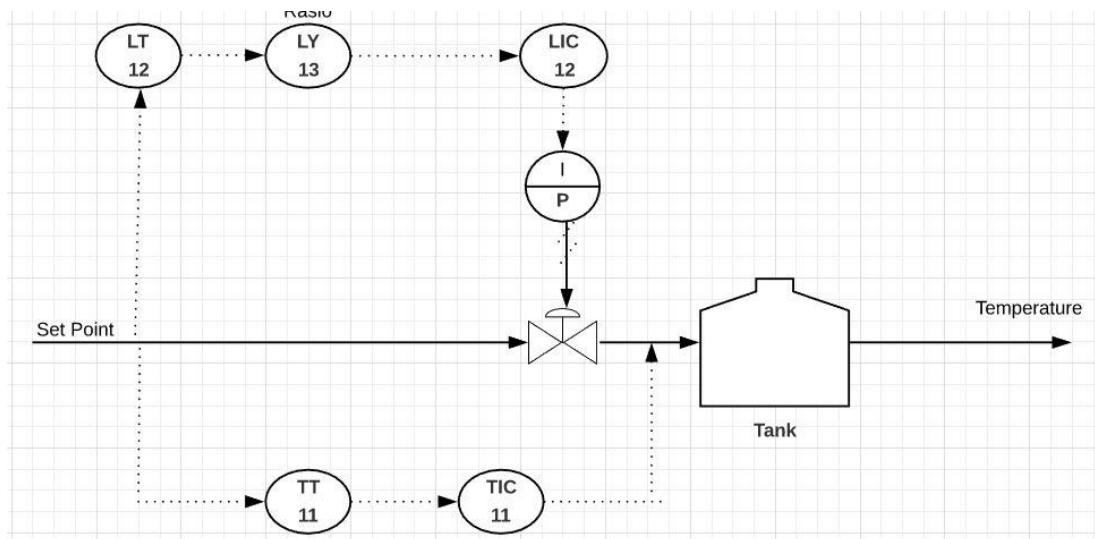 Rasio
LT
12
LY
13
LIC
12
I
P
Set Point
Temperature
Tank
TT
11
TIC
11